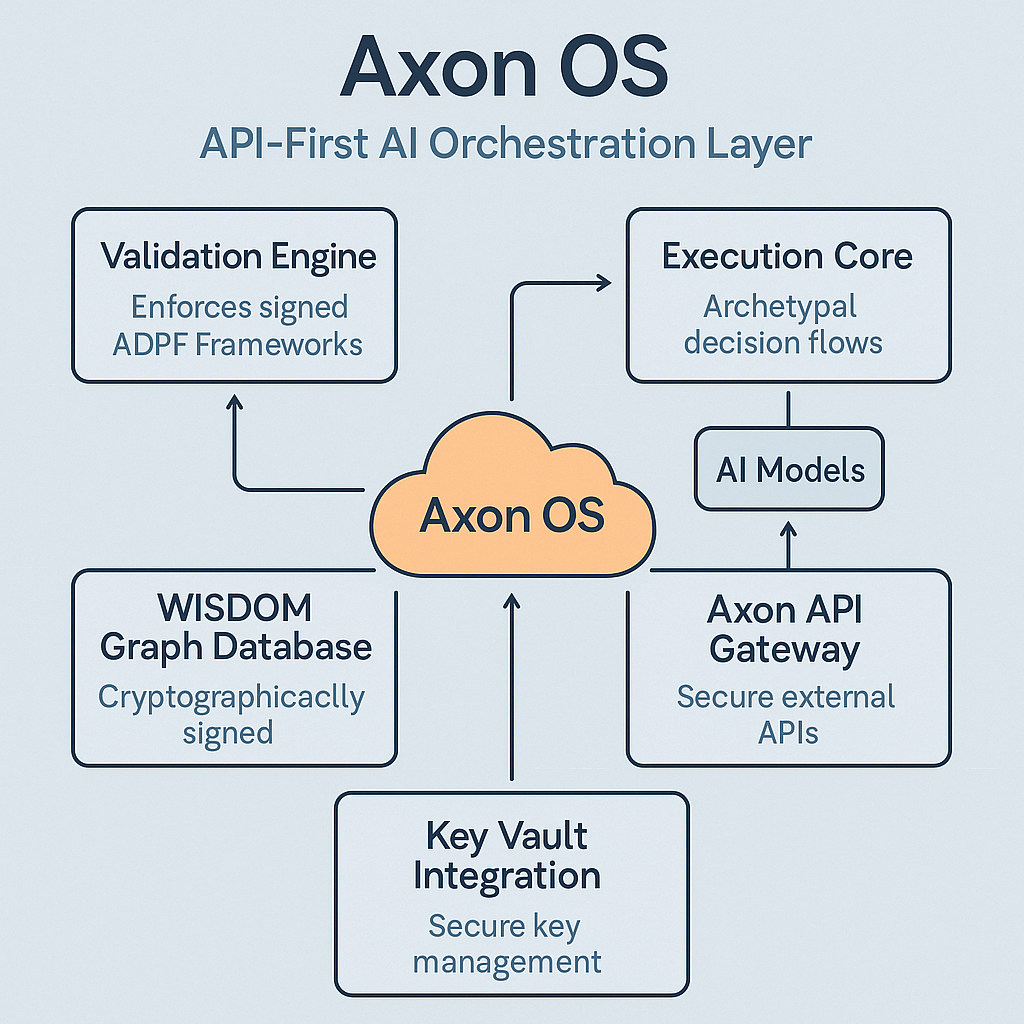 Axon OS
API-First AI Orchestration Layer
Validation Engine
Enforces signed
ADPF Frameworks
Execution Core
Archetypal
decision flows
AI Models
Axon OS
WISDOM
Graph Database
Cryptographicaclly
signed
Axon API
Gateway
Secure external
APIs
Key Vault
Integration
Secure key
management